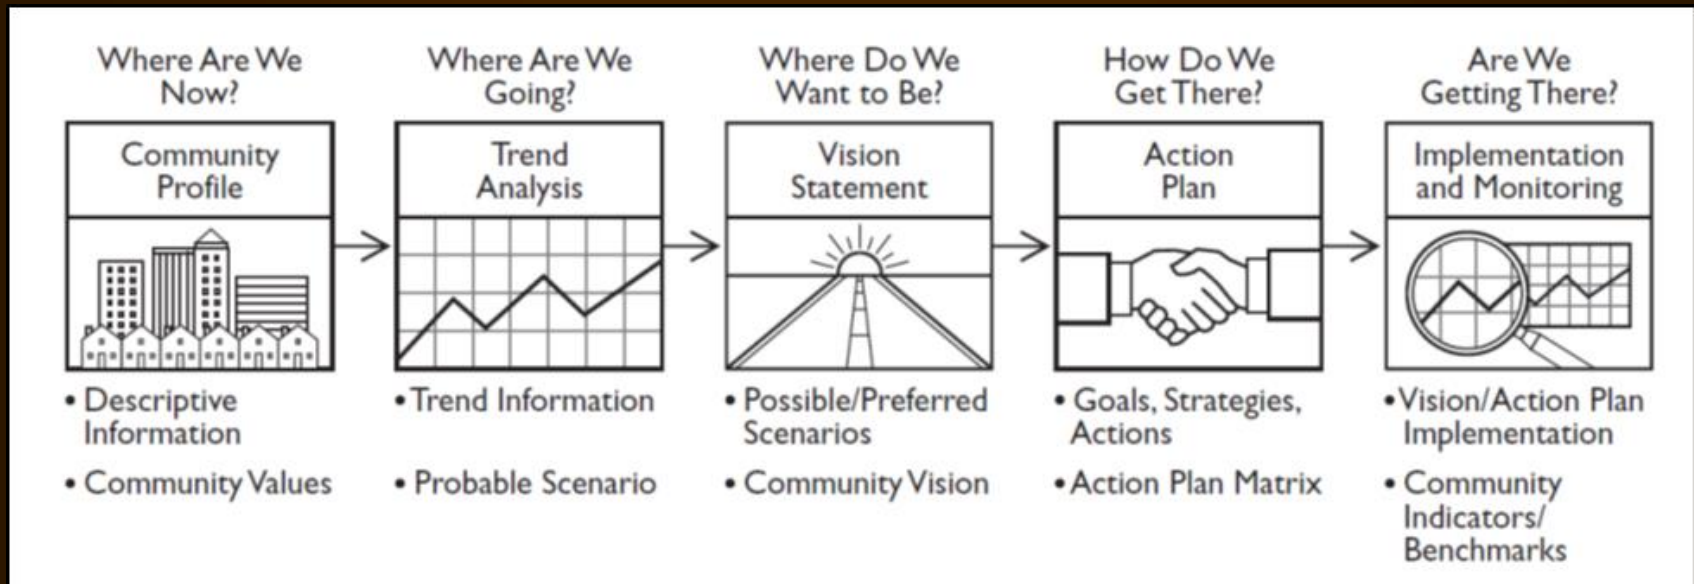 Where Are We
Now?
Community
Profile
• Descriptive
Information
• Community Values
Where Are We
Going?
Trend
Analysis
• Trend Information
• Probable Scenario
Where Do We
Want to Be?
Vision
Statement
• Possible/Preferred
Scenarios
• Community Vision
How Do We
Get There?
Action
Plan
• Goals, Strategies,
Actions
• Action Plan Matrix
Are We
Getting There?
Implementation
and Monitoring
• Vision/Action Plan
Implementation
• Community
Indicators/
Benchmarks